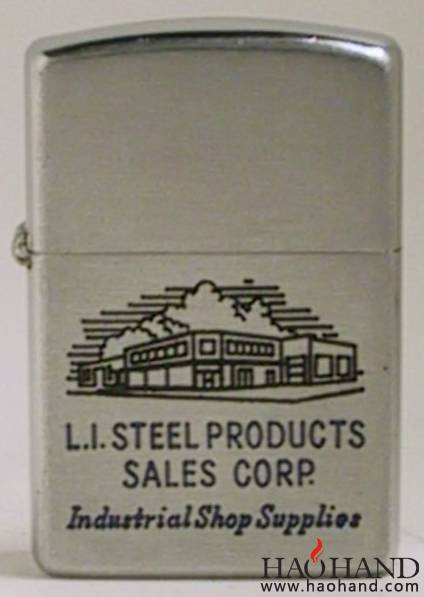 L.I. STEEL PRODUCTS
SALES CORP.
Industrial Shop Supplies
HAOHAND
www.haohand.com